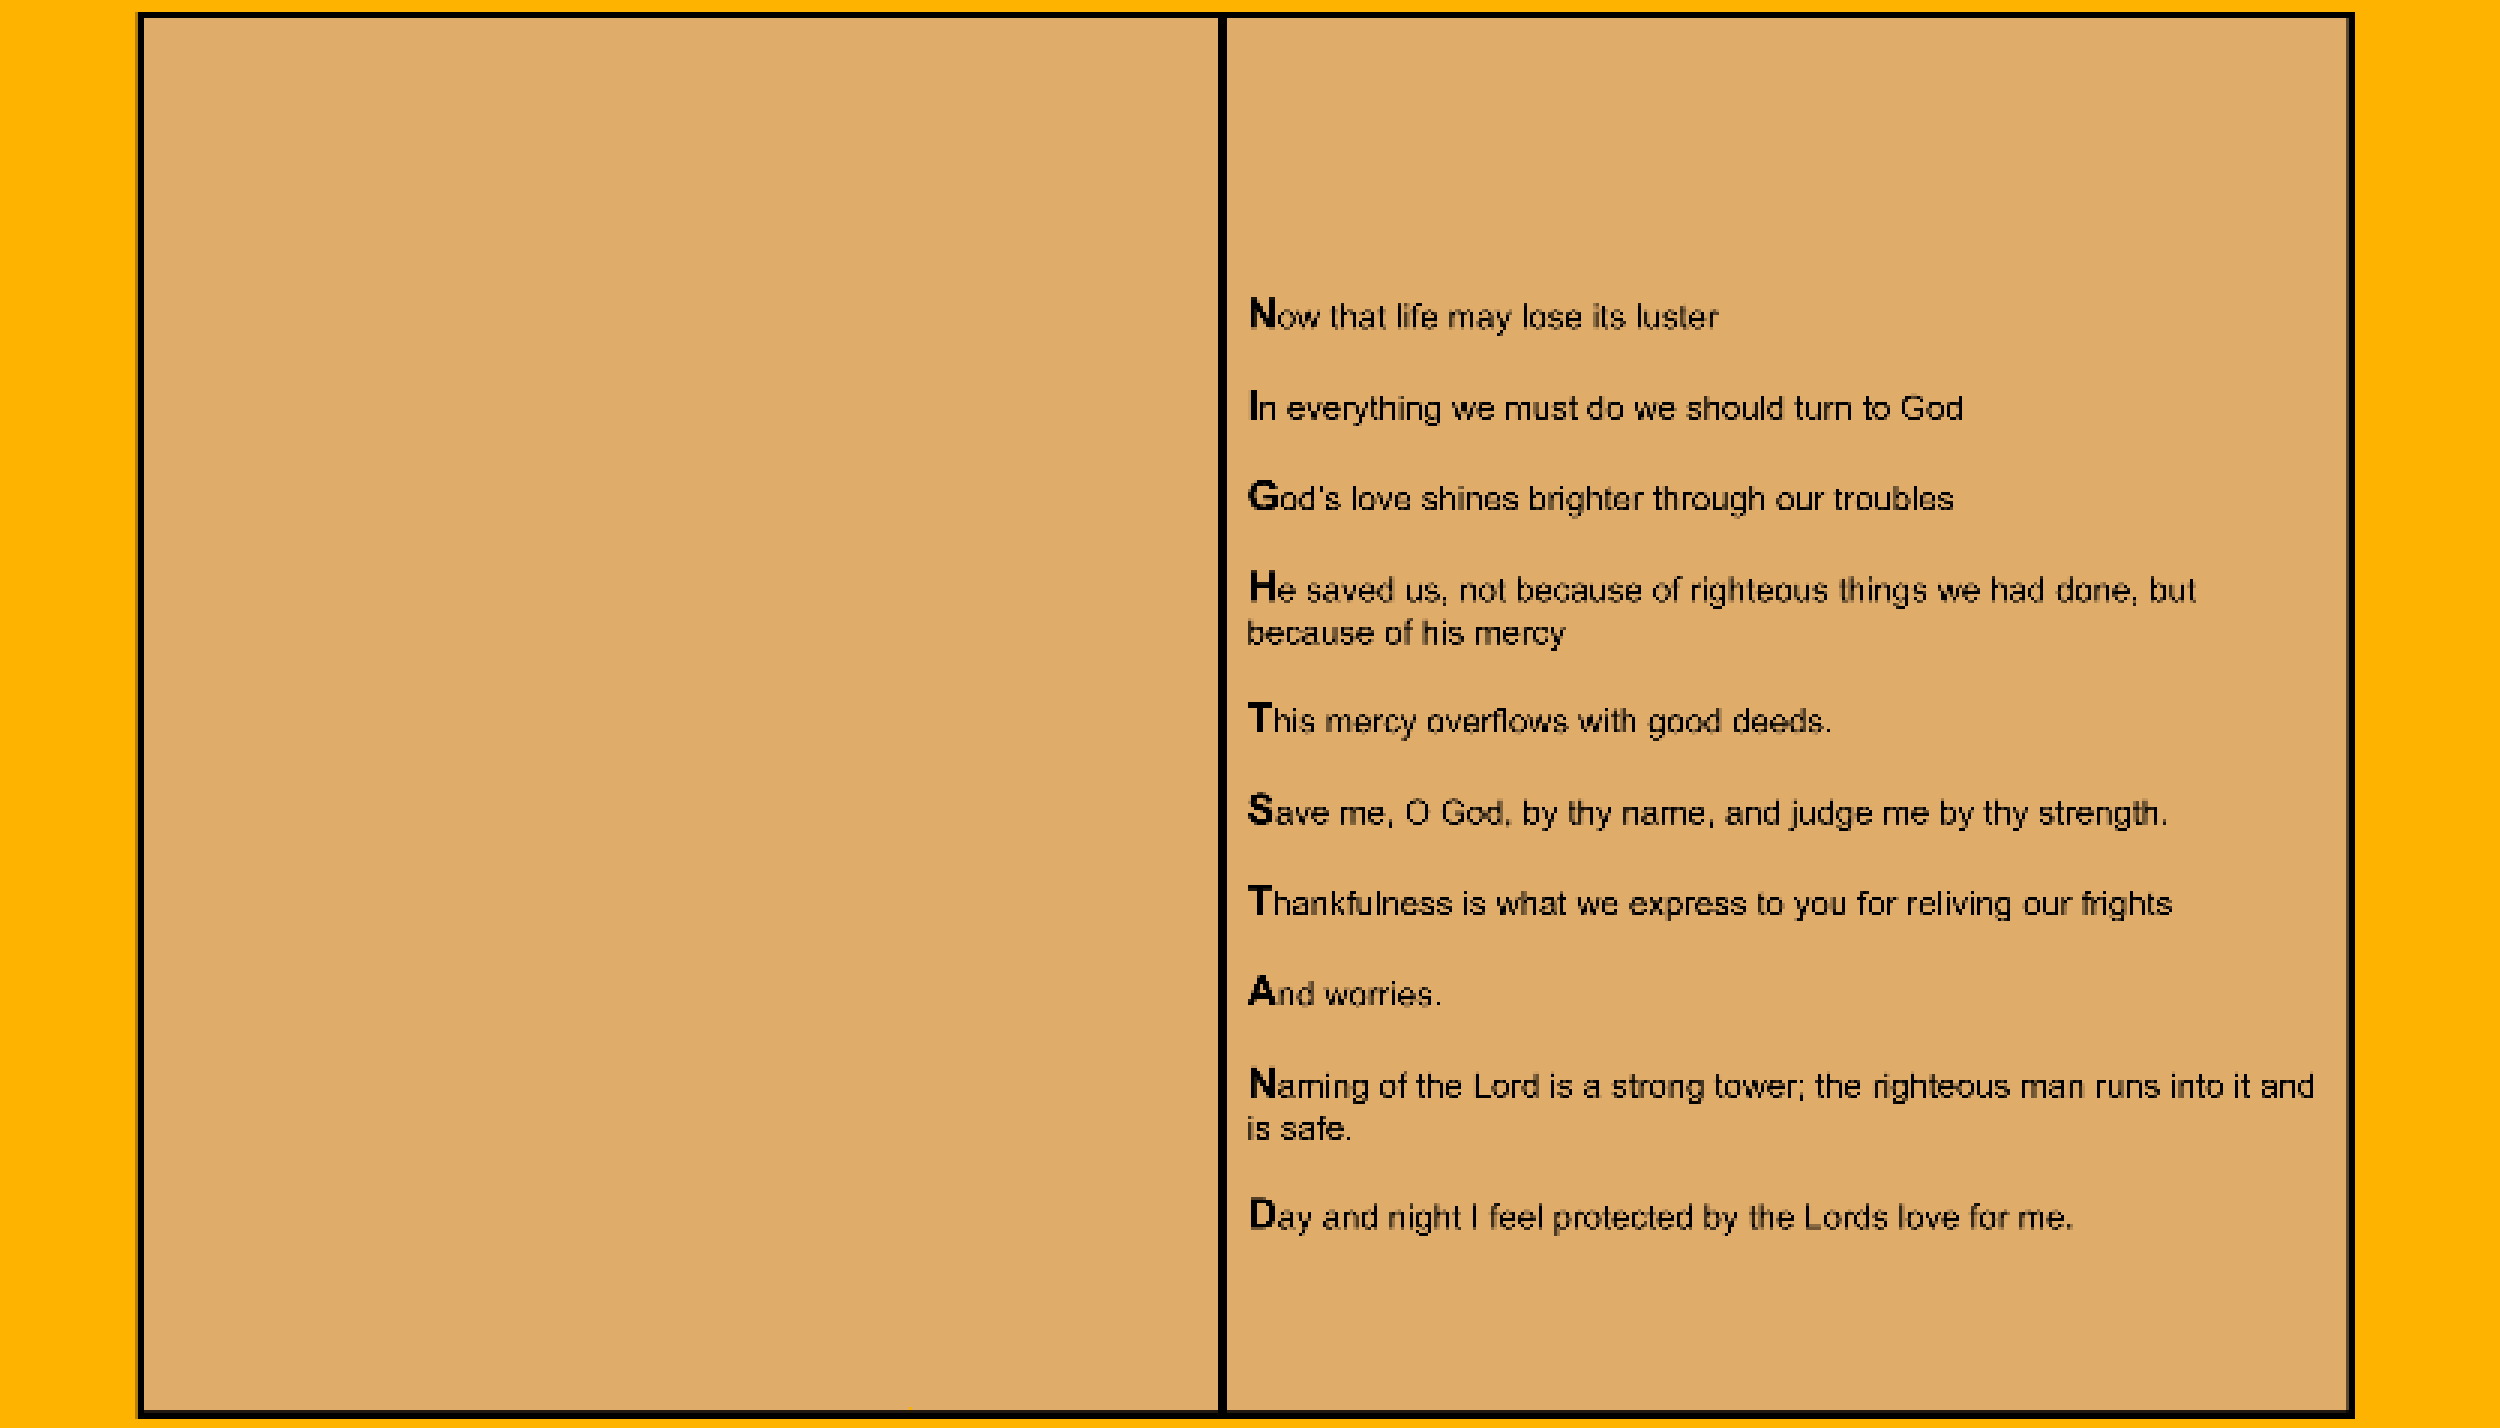 Now that life may lose its luster
In everything we must do we should turn to God
God's love shines brighter through our troubles
He saved us, not because of righteous things we had done, but
because of his mercy
This mercy overflows with good deeds.
Save me, O God, by thy name, and judge me by thy strength.
Thankfulness is what we express to you for reliving our frights
And worries.
Naming of the Lord is a strong tower; the righteous man runs into it and
is safe.
Day and night I feel protected by the Lords love for me.